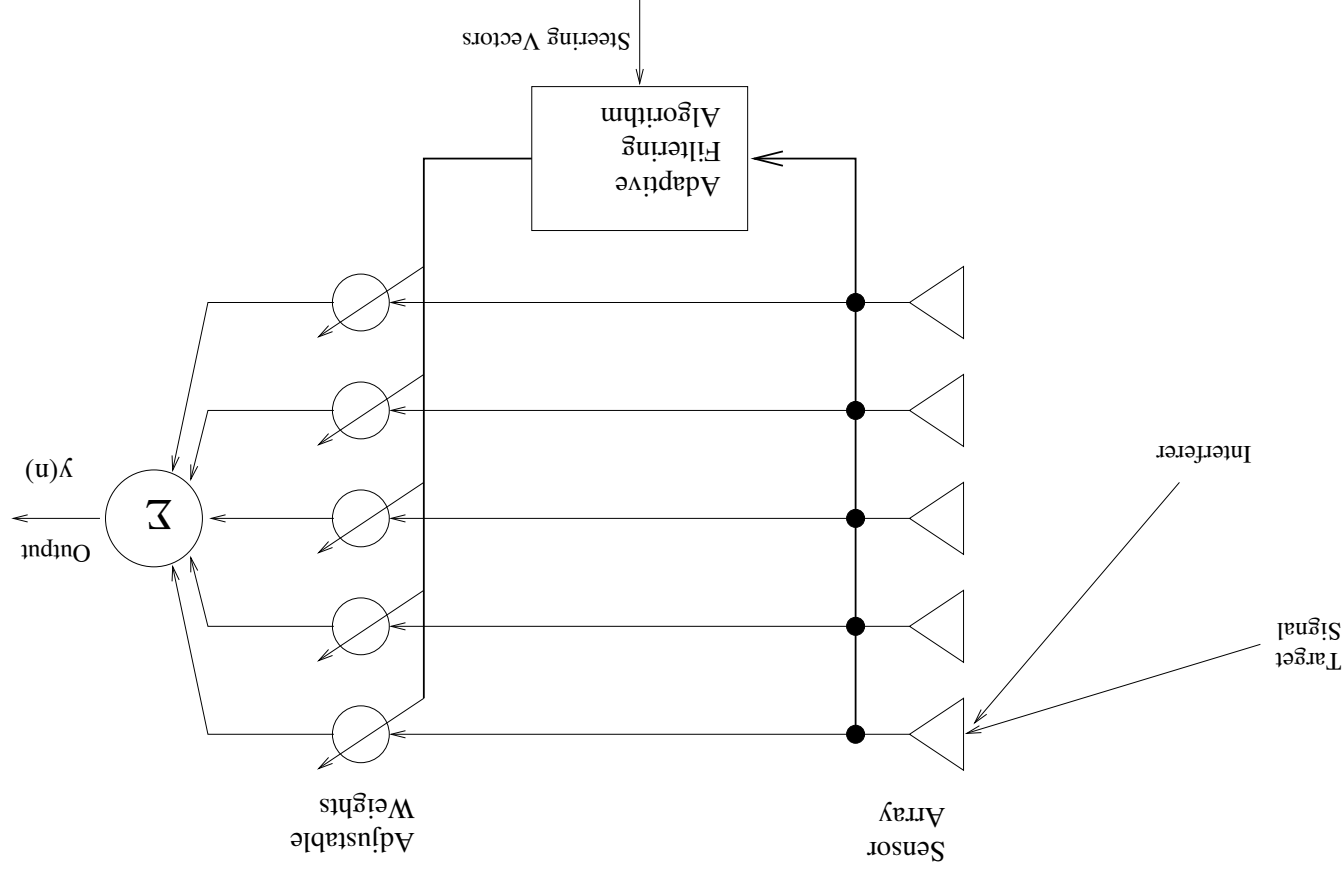 Sensor
Array
Adjustable
Weights
Target
Signal
Interferer
Output
Σ
y(n)
Adaptive
Filtering
Algorithm
Steering Vectors